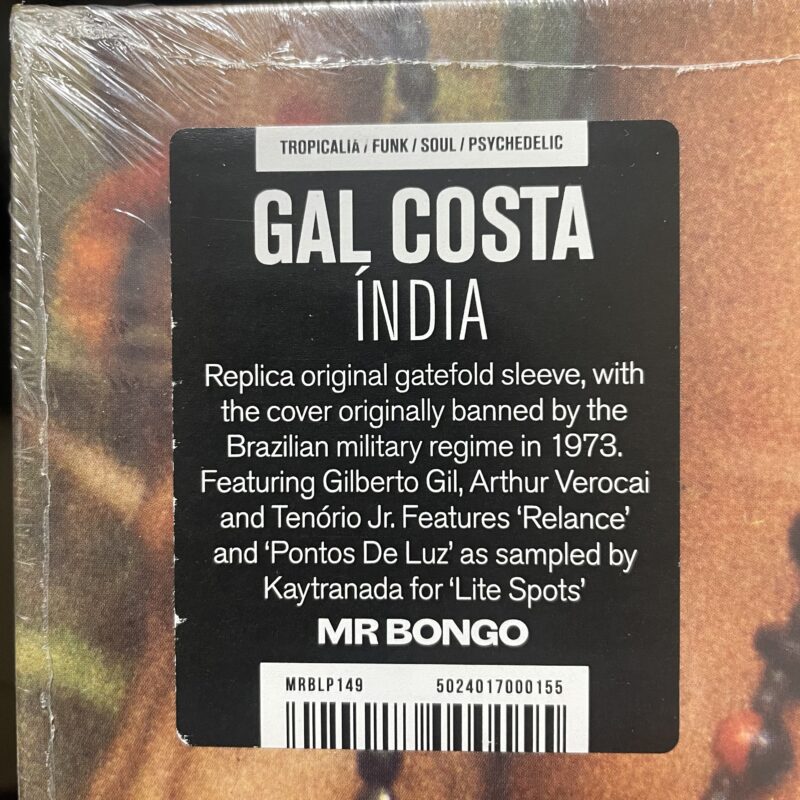 TROPICALIA / FUNK / SOUL / PSYCHEDELIC
GAL COSTA
ÍNDIA
Replica original gatefold sleeve, with
the cover originally banned by the
Brazilian military regime in 1973.
Featuring Gilberto Gil, Arthur Verocai
and Tenório Jr. Features ‘Relance’
and ‘Pontos De Luz’ as sampled by
Kaytranada for ‘Lite Spots’
MR BONGO
MRBLP149 5024017000155